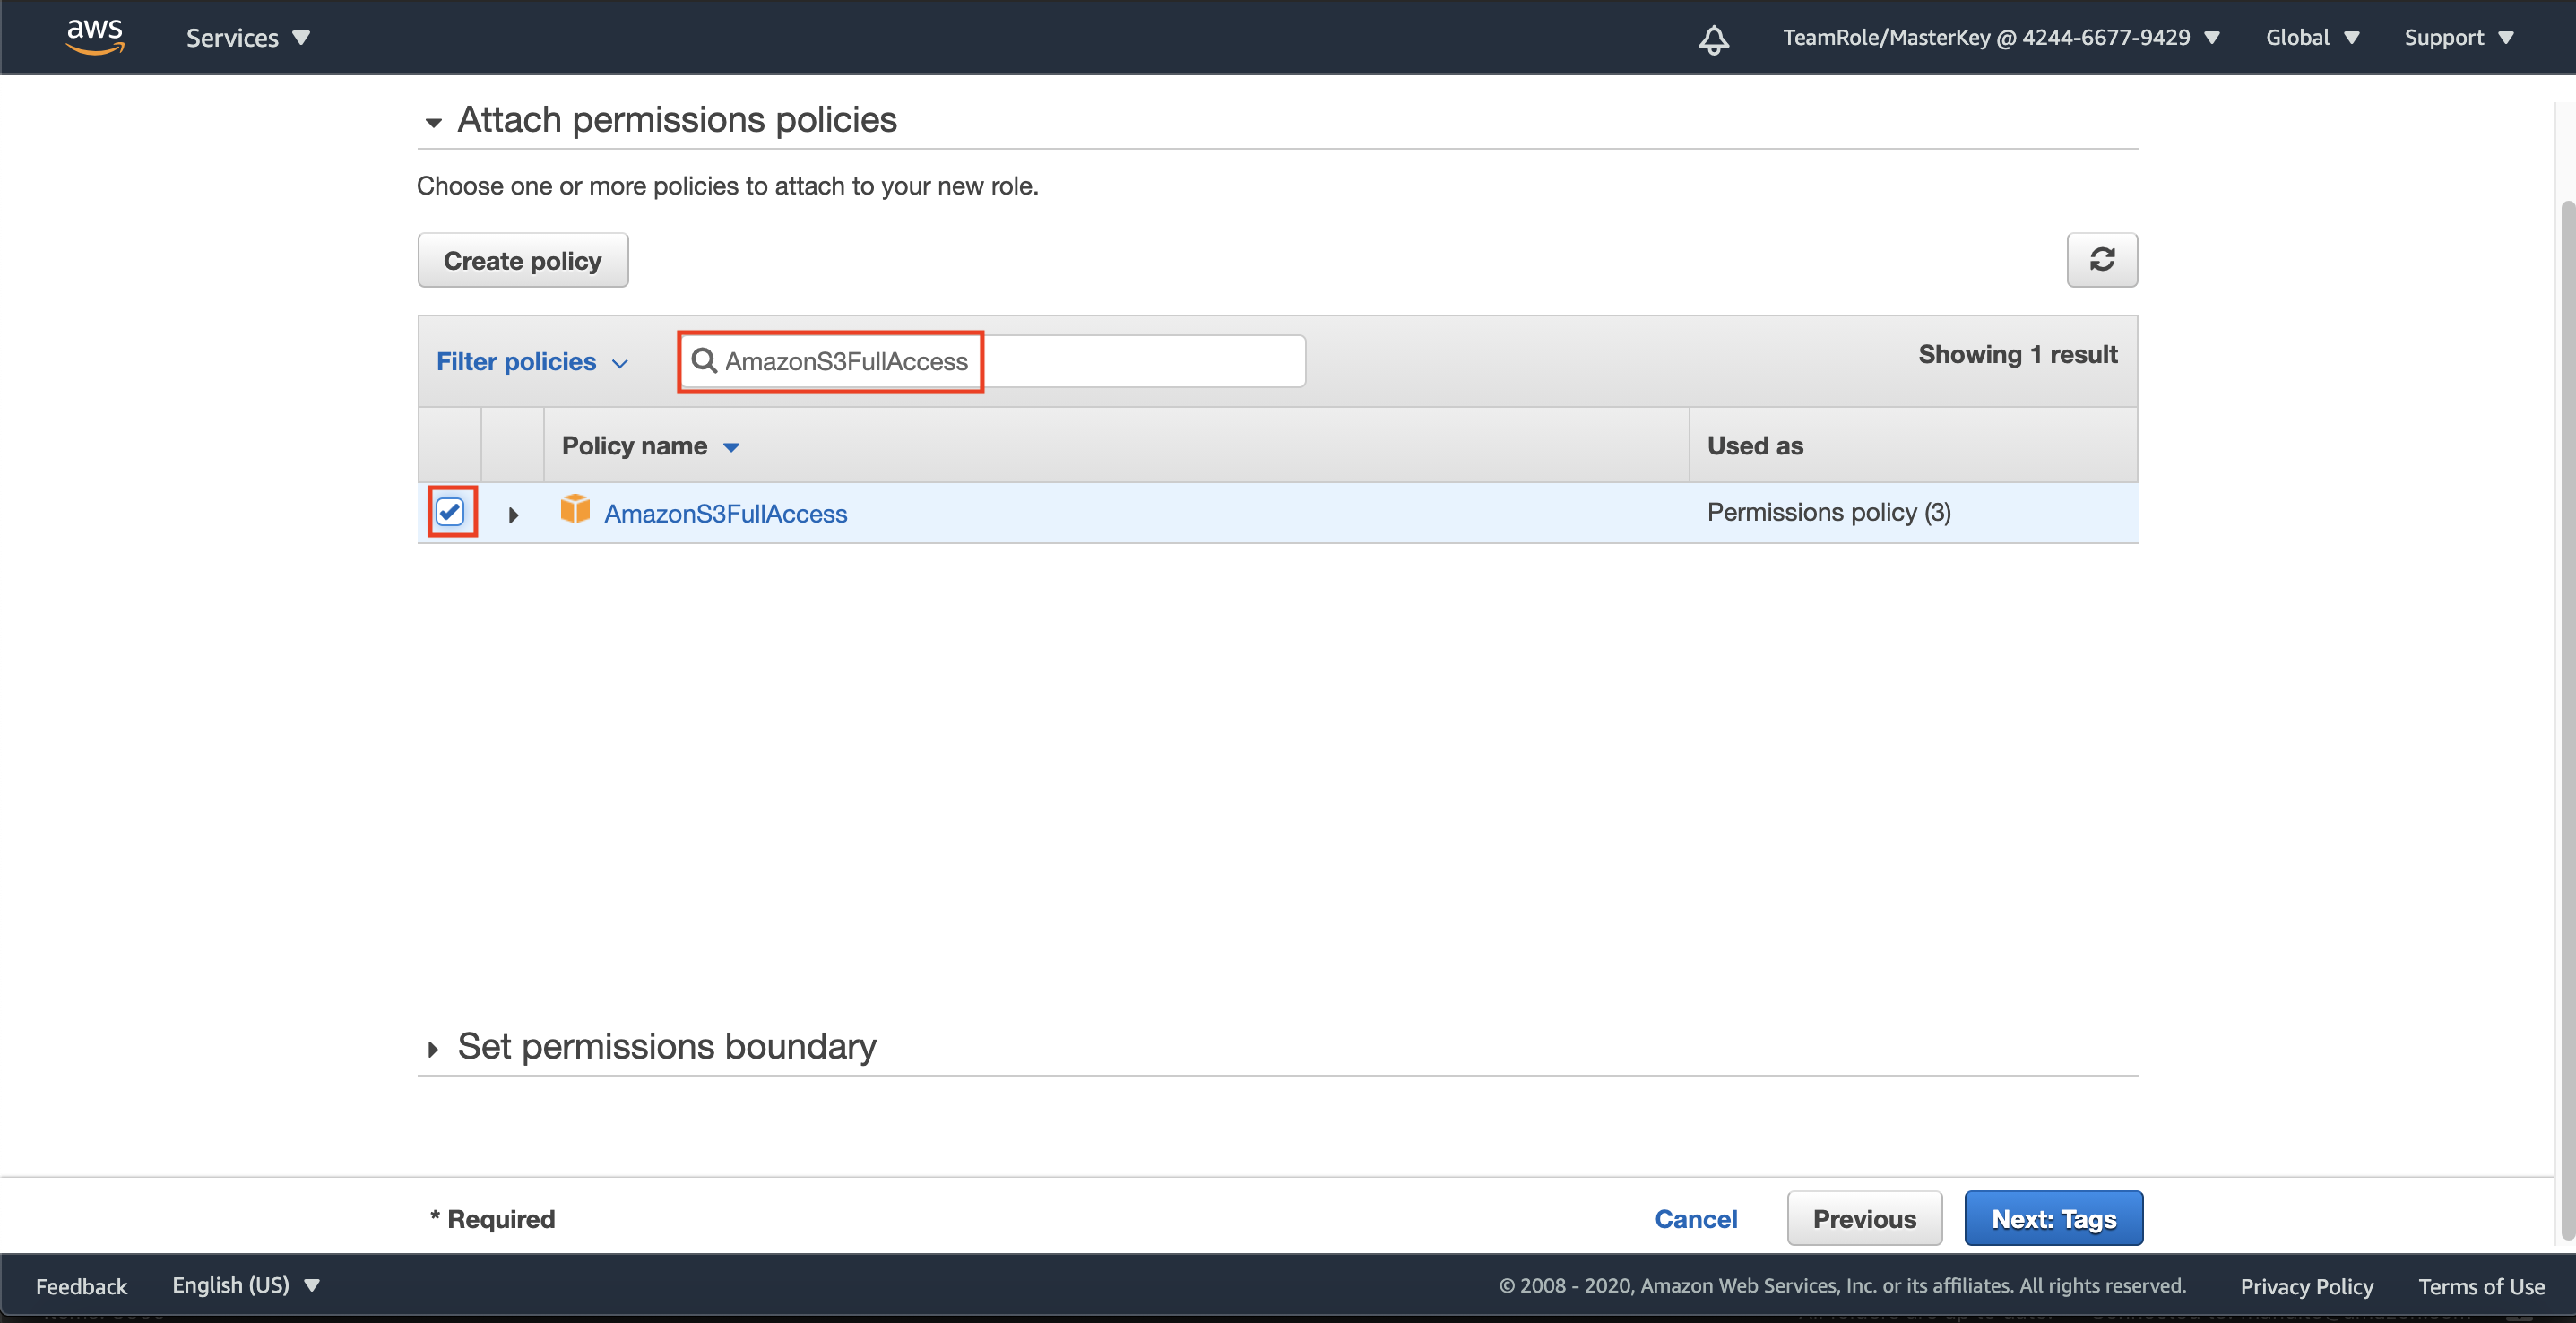 aws Services TeamRole/MasterKey @ 4244-6677-9429 Global Support
Attach permissions policies
Choose one or more policies to attach to your new role.
Create policy
Filter policies AmazonS3FullAccess Showing 1 result
Policy name Used as
AmazonS3FullAccess Permissions policy (3)
Set permissions boundary
* Required Cancel Previous Next: Tags
Feedback English (US) © 2008 - 2020, Amazon Web Services, Inc. or its affiliates. All rights reserved. Privacy Policy Terms of Use